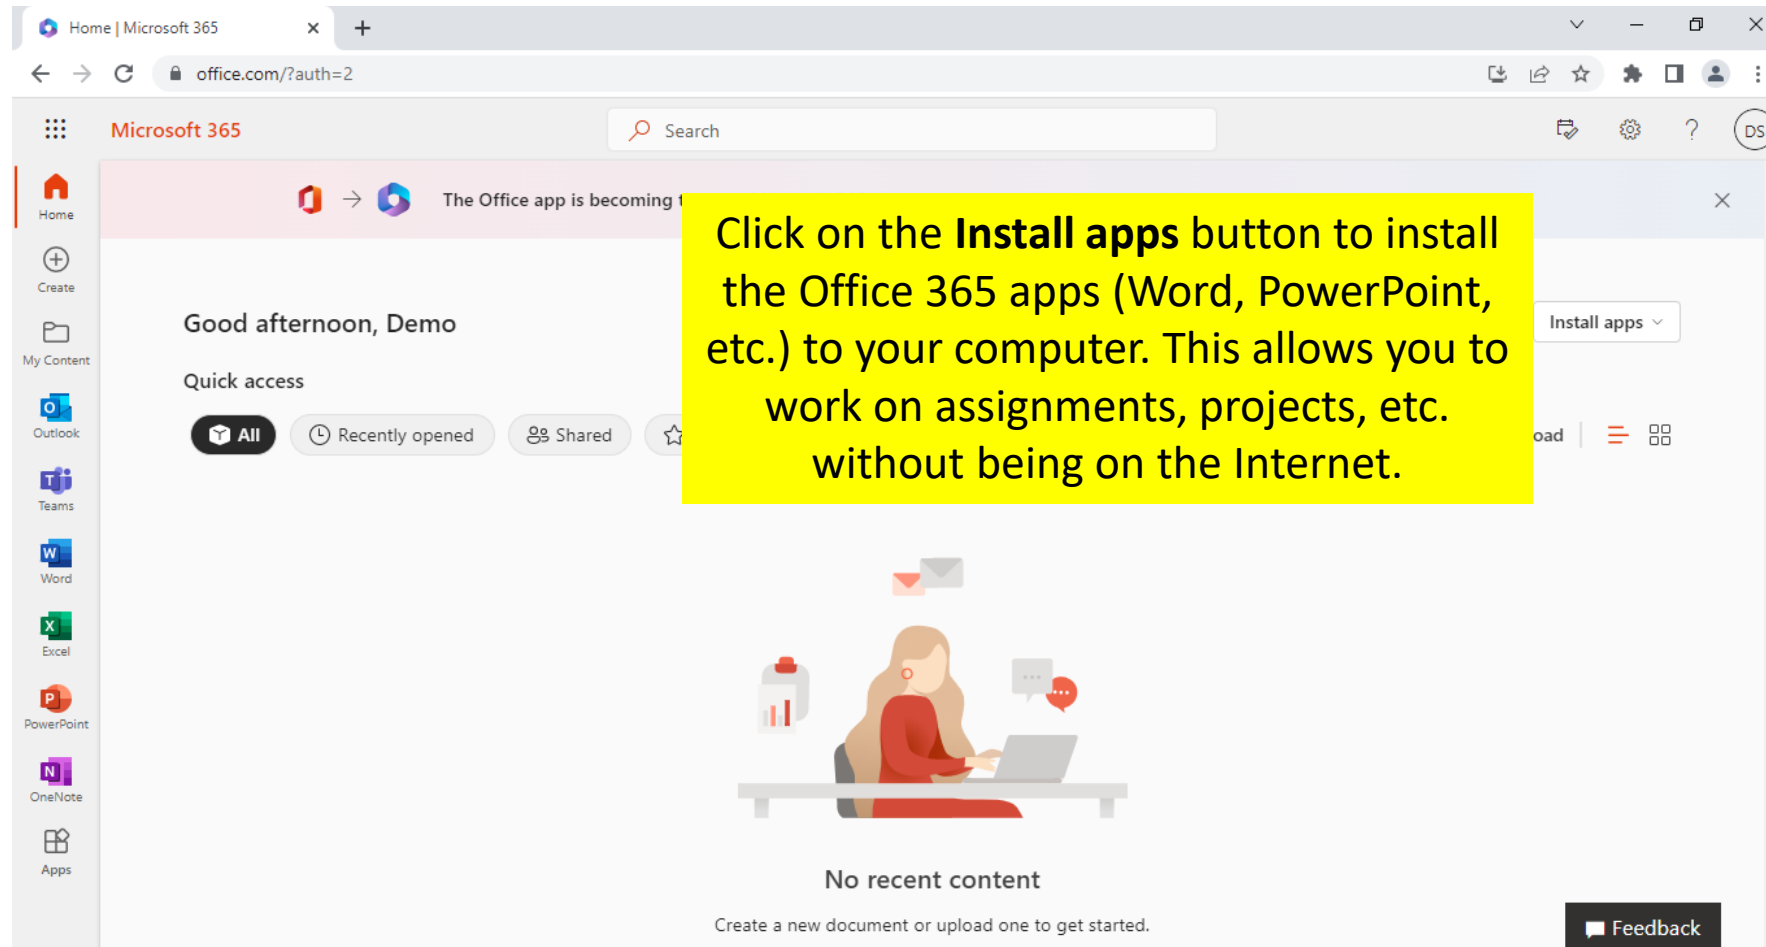 Home | Microsoft 365
office.com/?auth=2
Microsoft 365
Search
DS
Home
The Office app is becoming
Click on the Install apps button to install
the Office 365 apps (Word, PowerPoint,
etc.) to your computer. This allows you to
work on assignments, projects, etc.
without being on the Internet.
Create
Good afternoon, Demo
Install apps
My Content
Quick access
All
Recently opened
Shared
oad
Outlook
Teams
Word
Excel
PowerPoint
OneNote
Apps
No recent content
Create a new document or upload one to get started.
Feedback